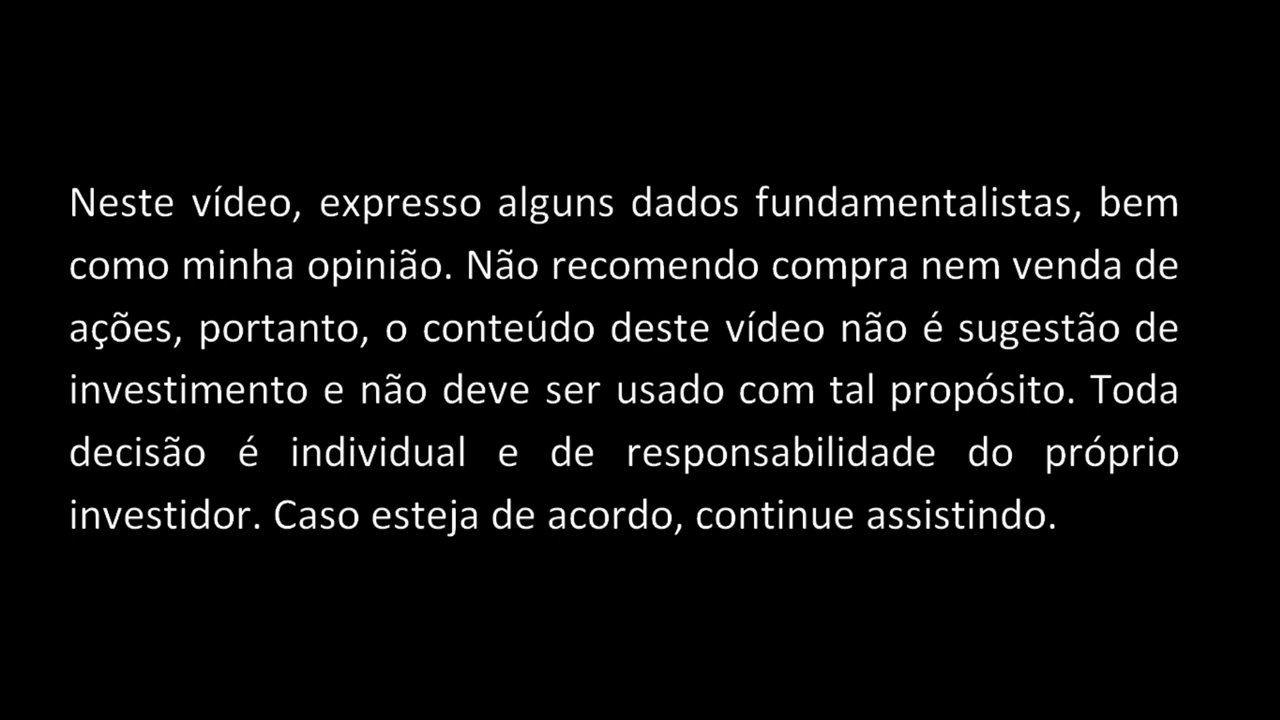 Neste vídeo, expresso alguns dados fundamentalistas, bem
como minha opinião. Não recomendo compra nem venda de
ações, portanto, o conteúdo deste vídeo não é sugestão de
investimento e não deve ser usado com tal propósito. Toda
decisão é individual e de responsabilidade do próprio
investidor. Caso esteja de acordo, continue assistindo.